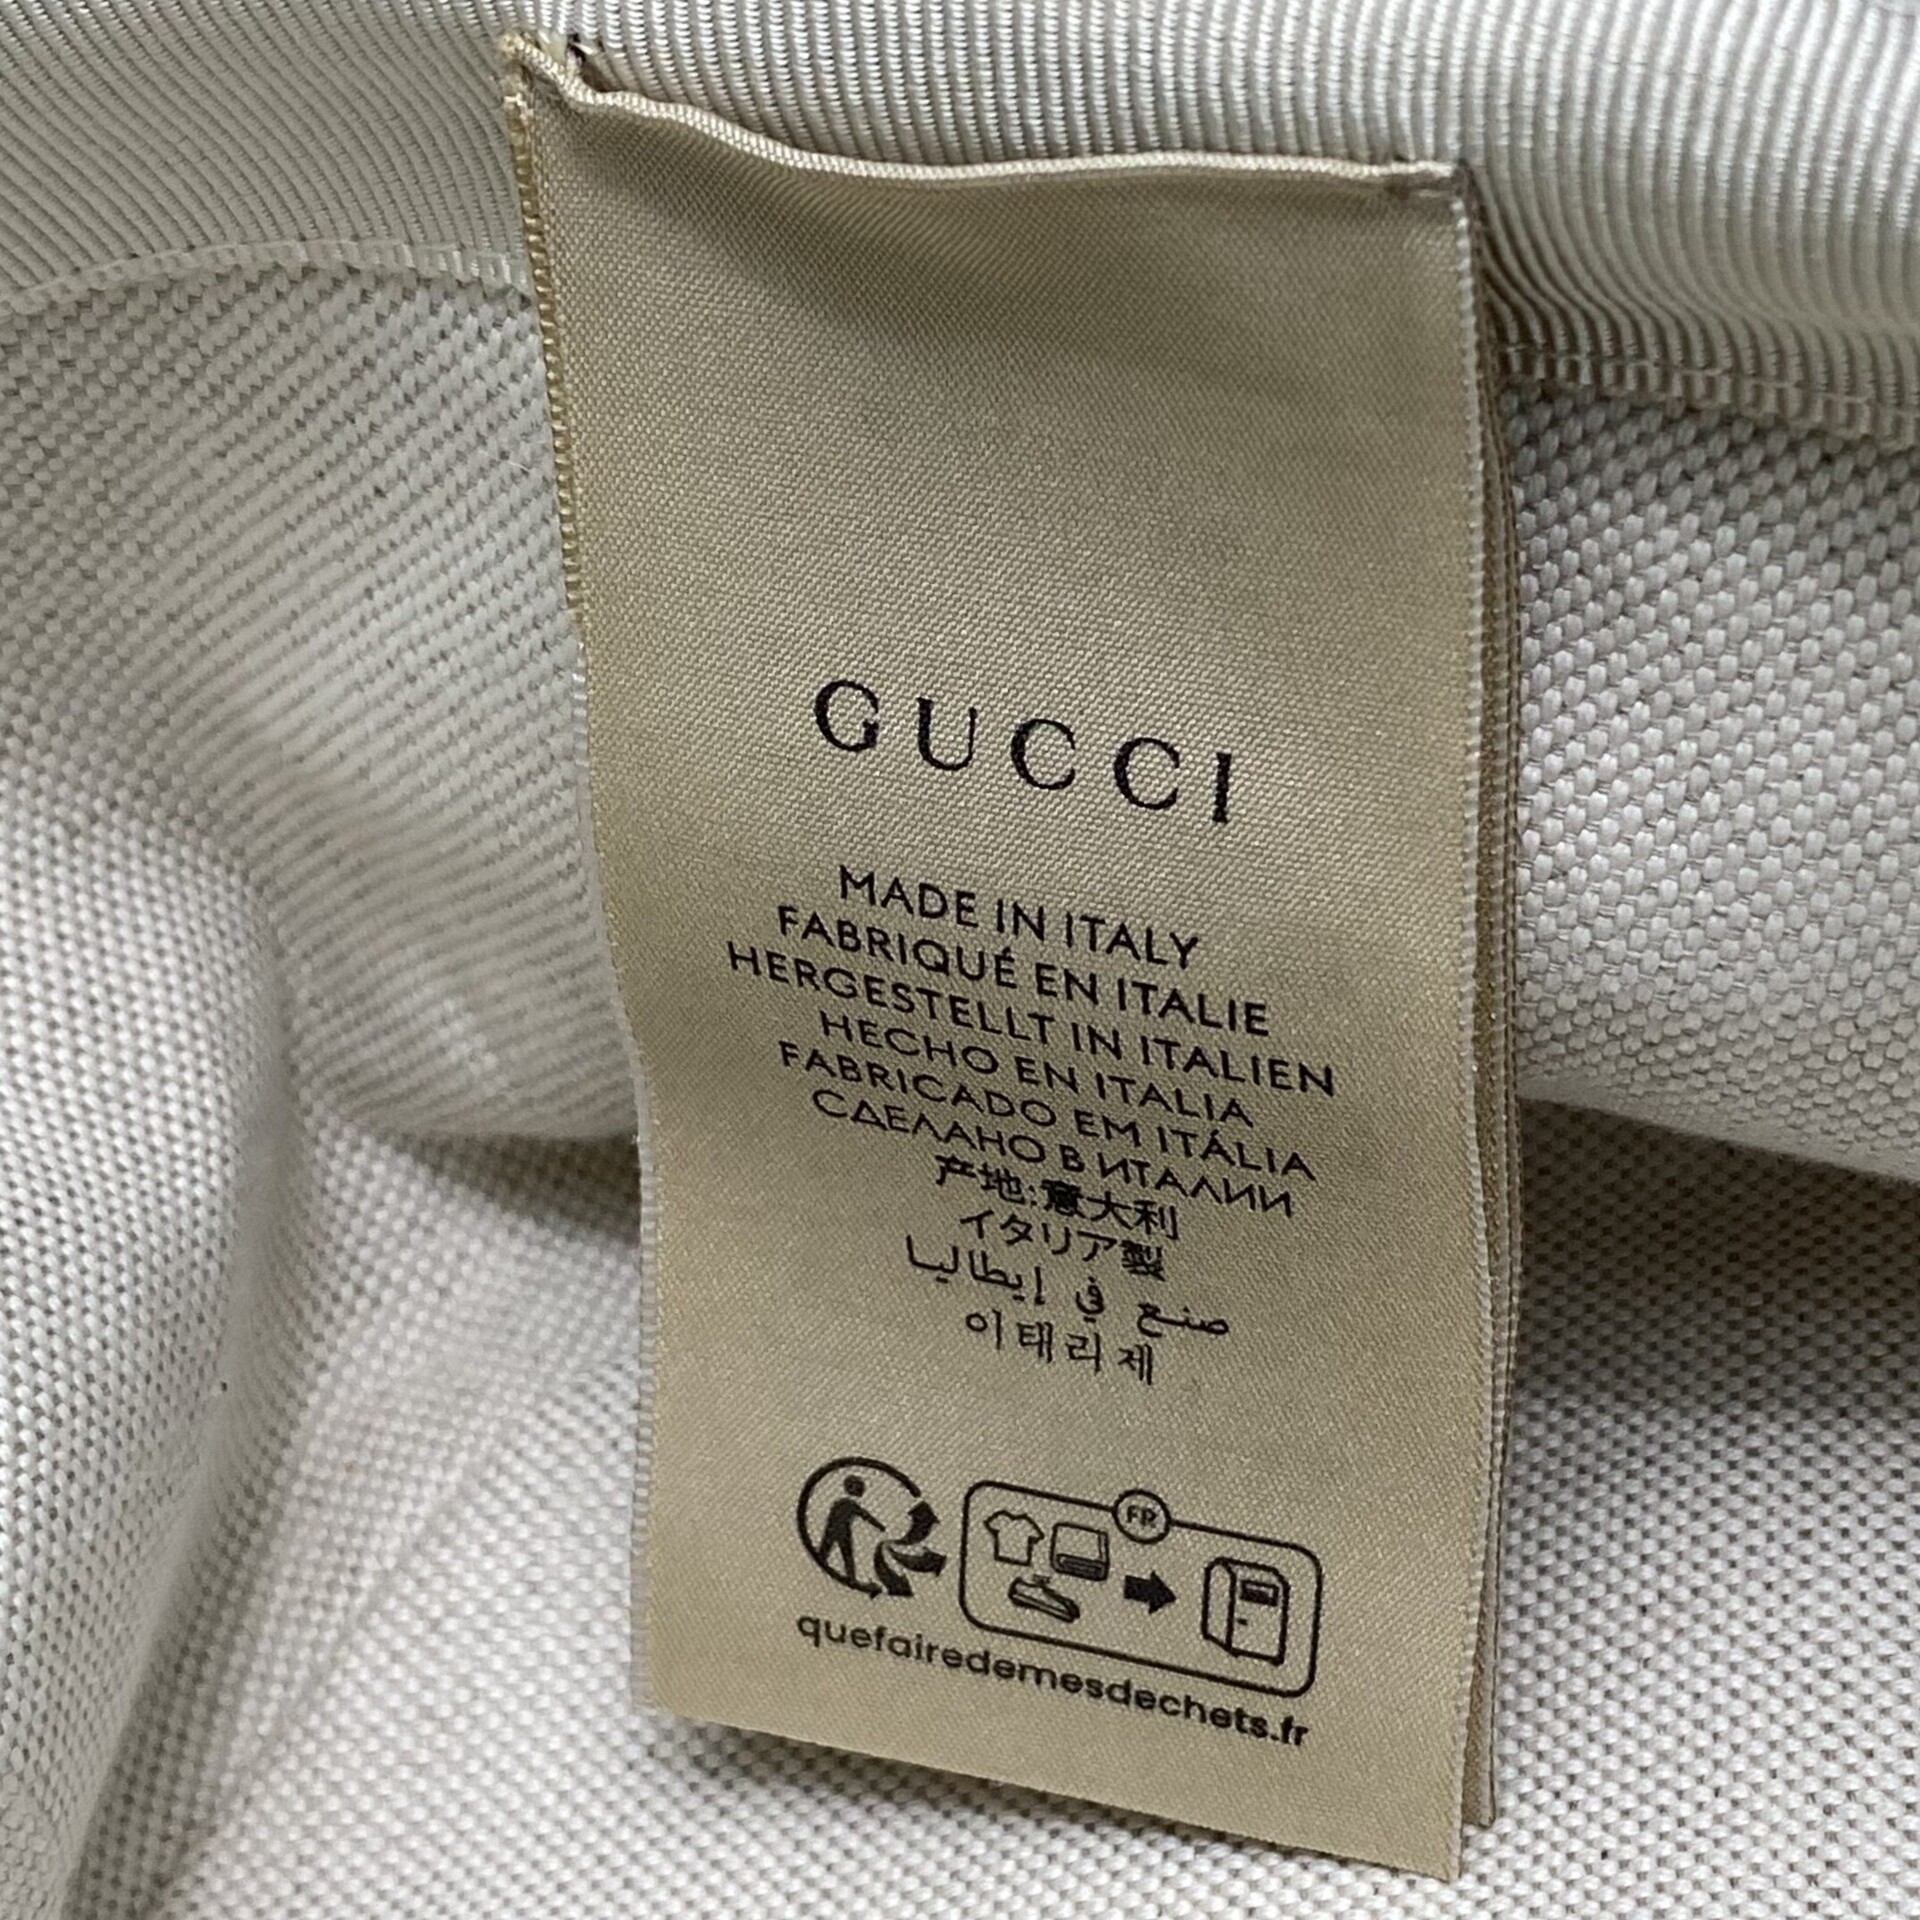 GUCCI
MADE IN ITALY
FABRIQUÉ EN ITALIE
HERGESTELLT IN ITALIEN
HECHO EN ITALIA
FABRICADO EM ITÁLIA
СДЕЛАНО В ИТАЛИИ
产地:意大利
イタリア製
صنع في إيطاليا
이태리제
FR
quefairedemesdechets.fr